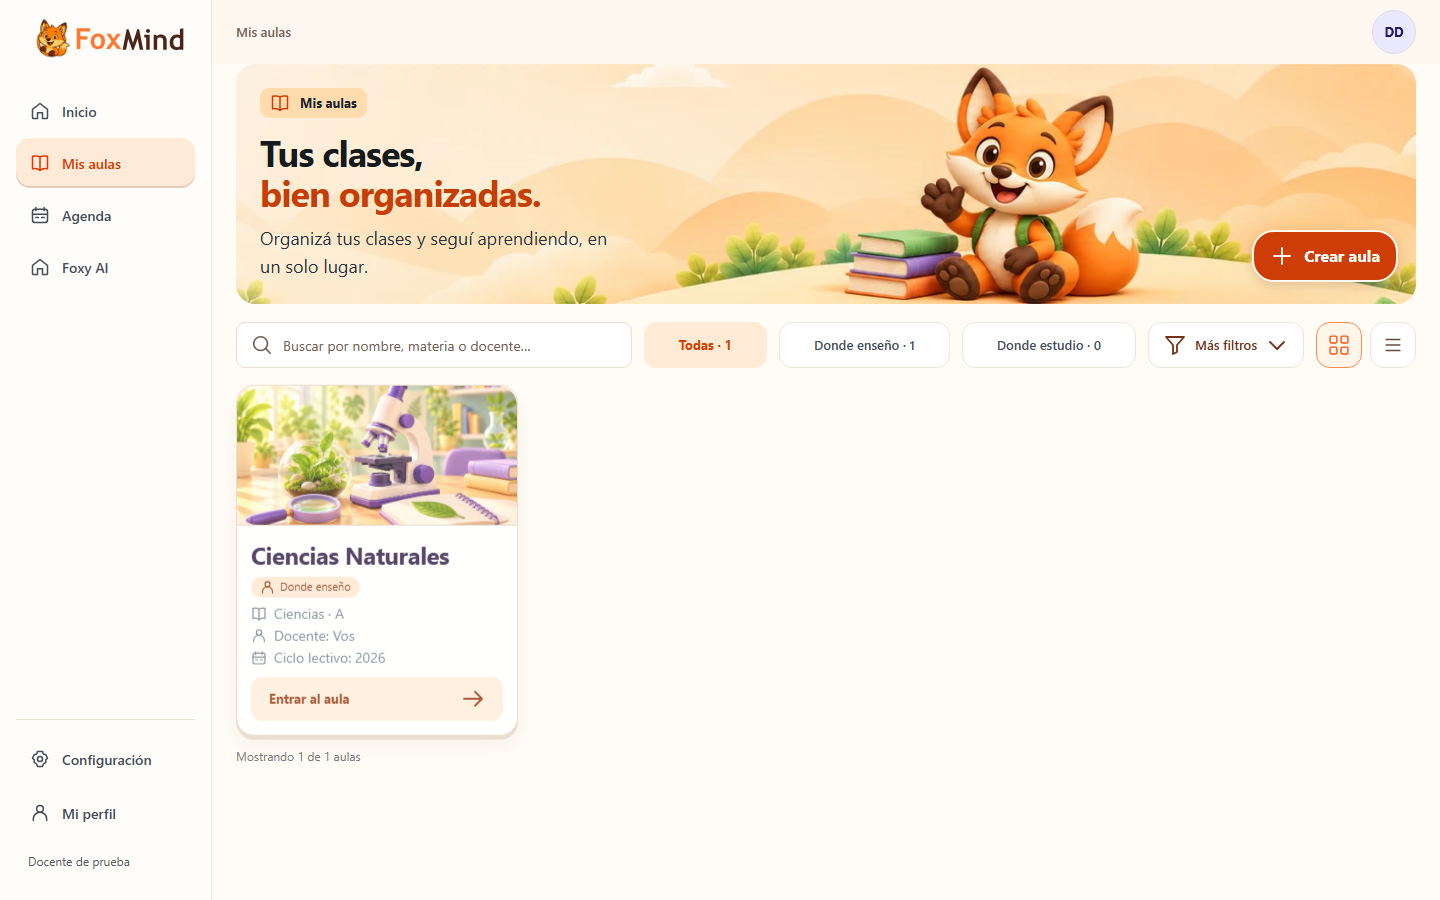 FoxMind
Inicio
Mis aulas
Agenda
Foxy AI
Configuración
Mi perfil
Docente de prueba
Mis aulas
DD
Mis aulas
Tus clases,
bien organizadas.
Organizá tus clases y seguí aprendiendo, en
un solo lugar.
Crear aula
Buscar por nombre, materia o docente...
Todas · 1
Donde enseño · 1
Donde estudio · 0
Más filtros
Ciencias Naturales
Donde enseño
Ciencias · A
Docente: Vos
Ciclo lectivo: 2026
Entrar al aula
Mostrando 1 de 1 aulas